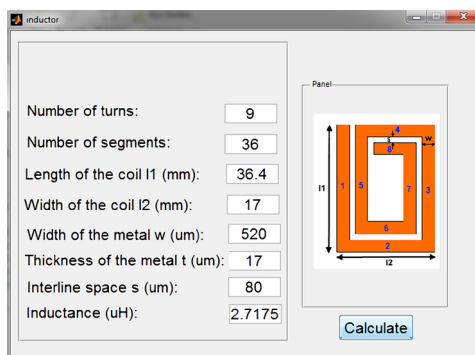 inductor
Number of turns: 9
Number of segments: 36
Length of the coil l1 (mm): 36.4
Width of the coil l2 (mm): 17
Width of the metal w (um): 520
Thickness of the metal t (um): 17
Interline space s (um): 80
Inductance (uH): 2.7175
Panel
4
s
w
8
l1
1
5
7
3
6
2
l2
Calculate